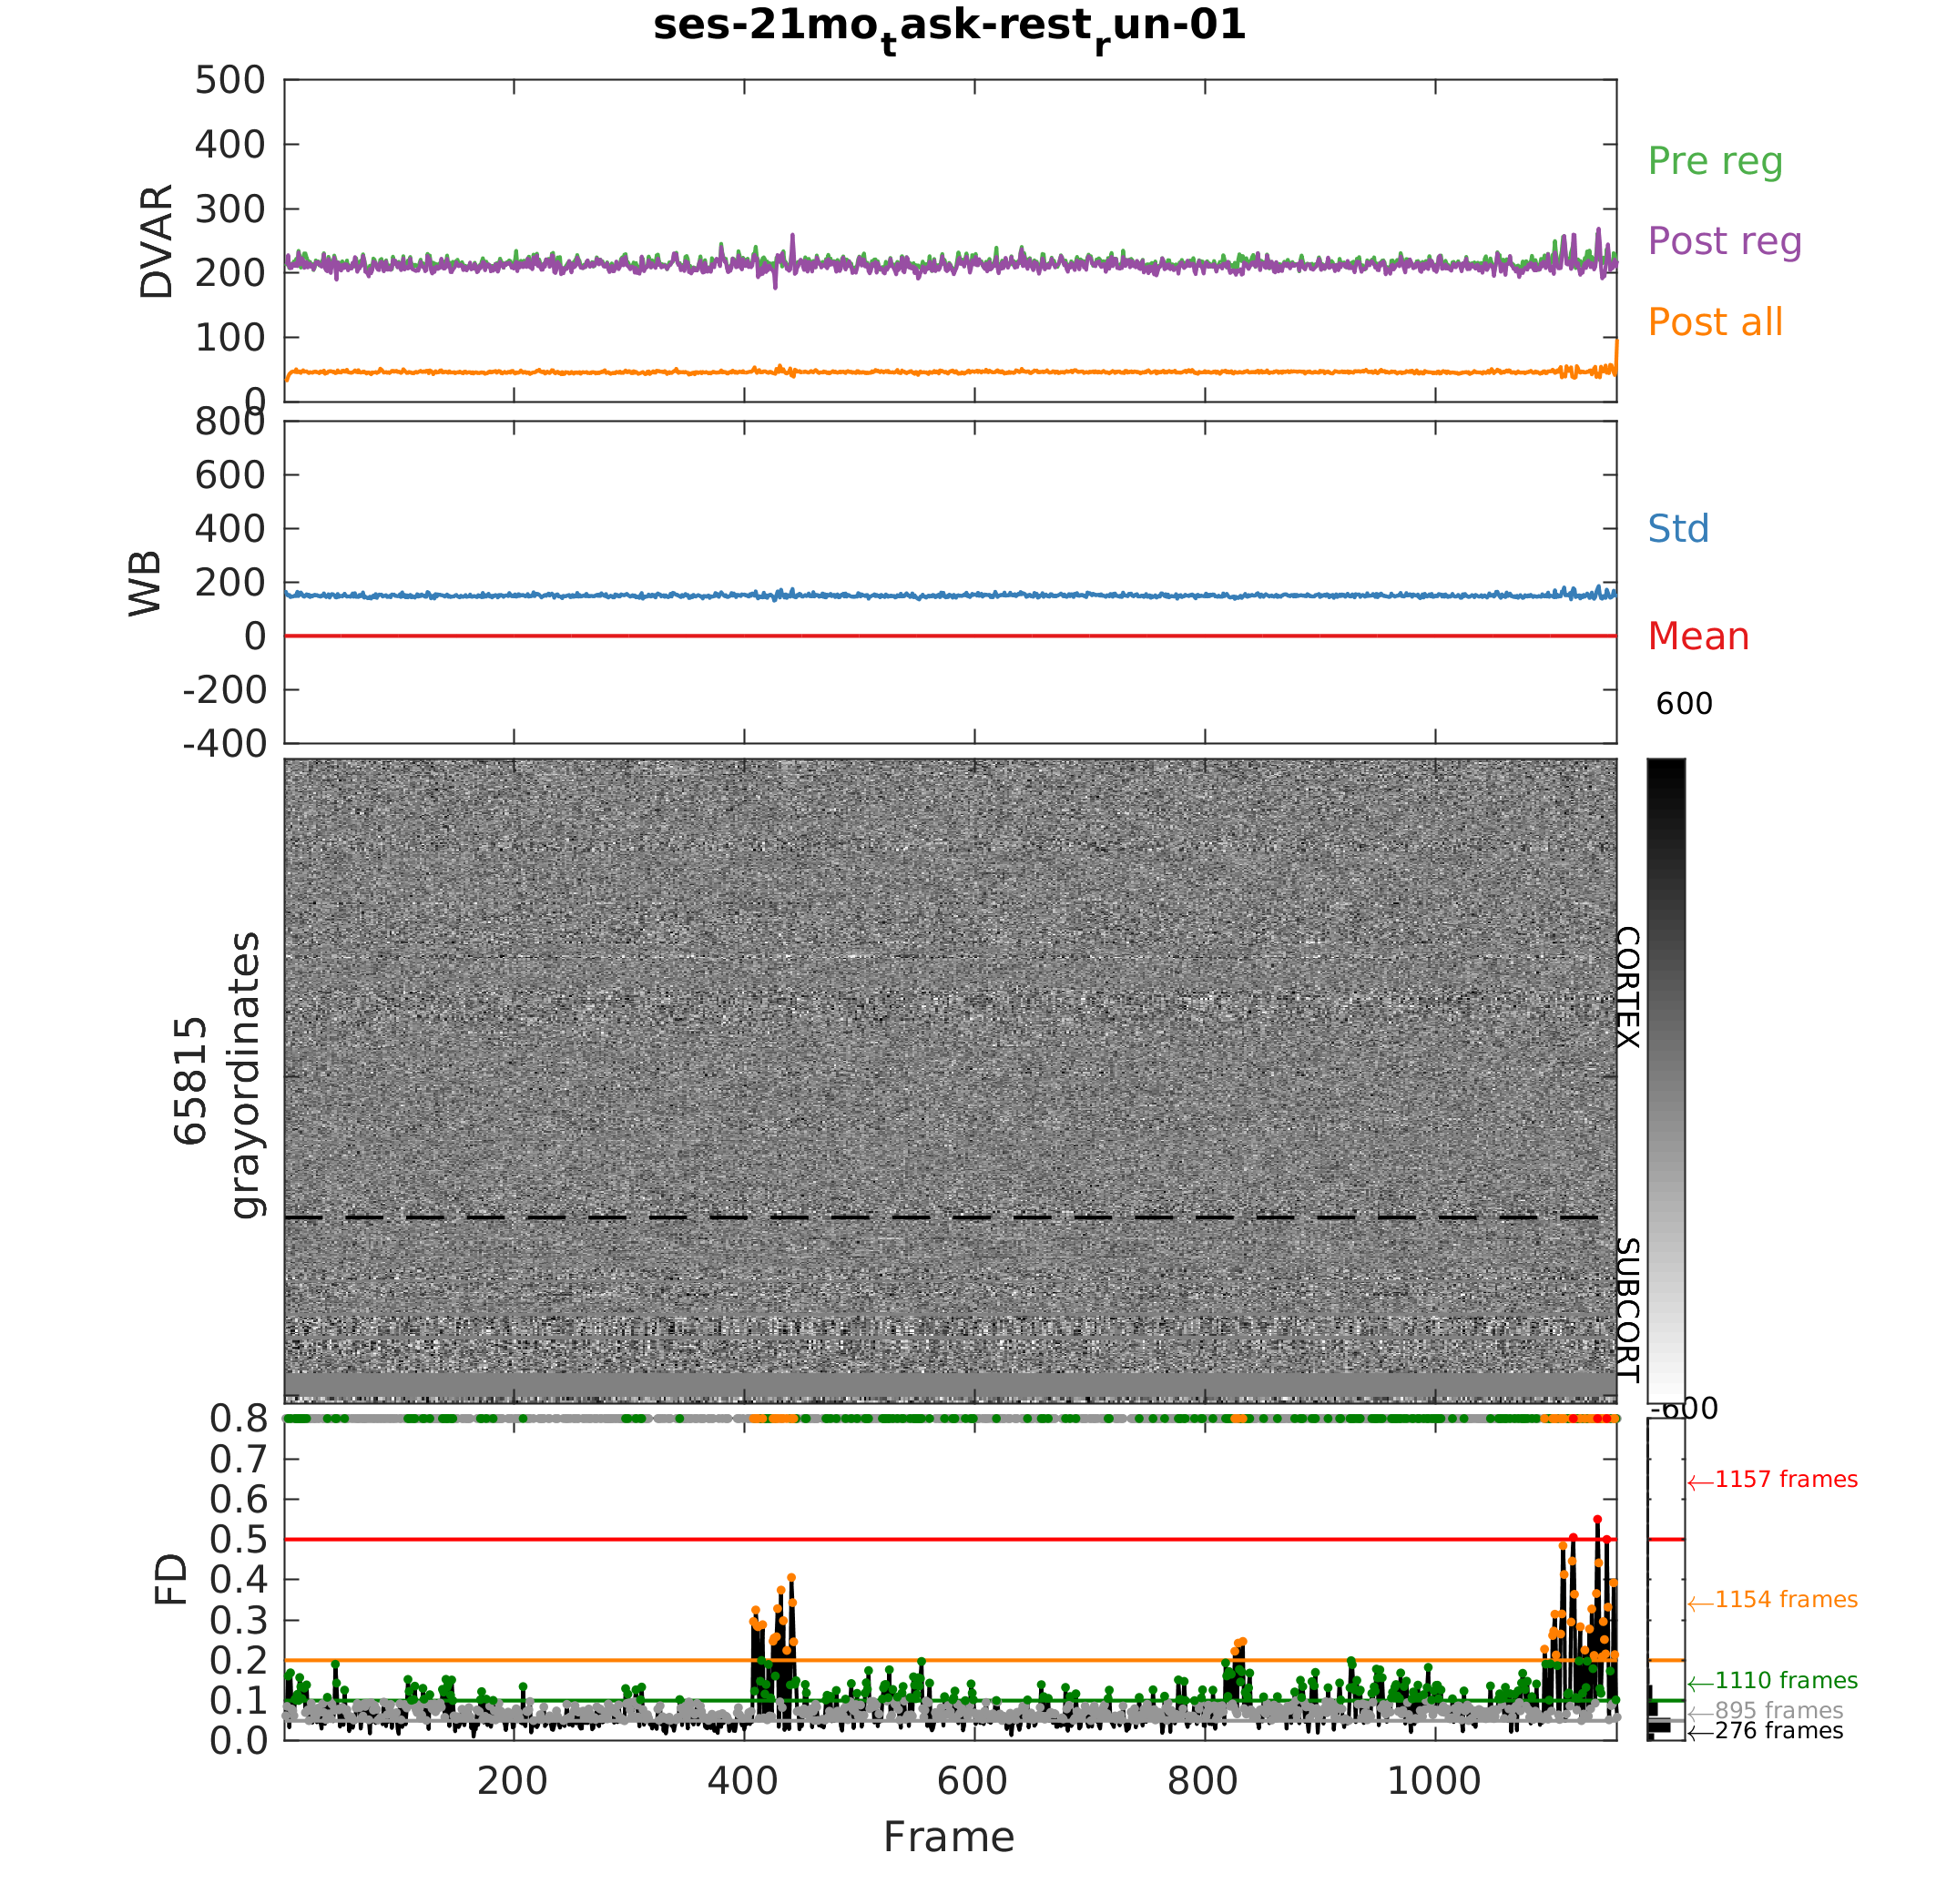 ses-21mo_task-rest_run-01
500
400
300
200
100
0
DVAR
Pre reg
Post reg
Post all
800
600
400
200
0
-200
-400
WB
Std
Mean
600
65815
grayordinates
CORTEX
SUBCORT
-600
0.8
0.7
0.6
0.5
0.4
0.3
0.2
0.1
0.0
FD
←1157 frames
←1154 frames
←1110 frames
←895 frames
←276 frames
200
400
600
800
1000
Frame